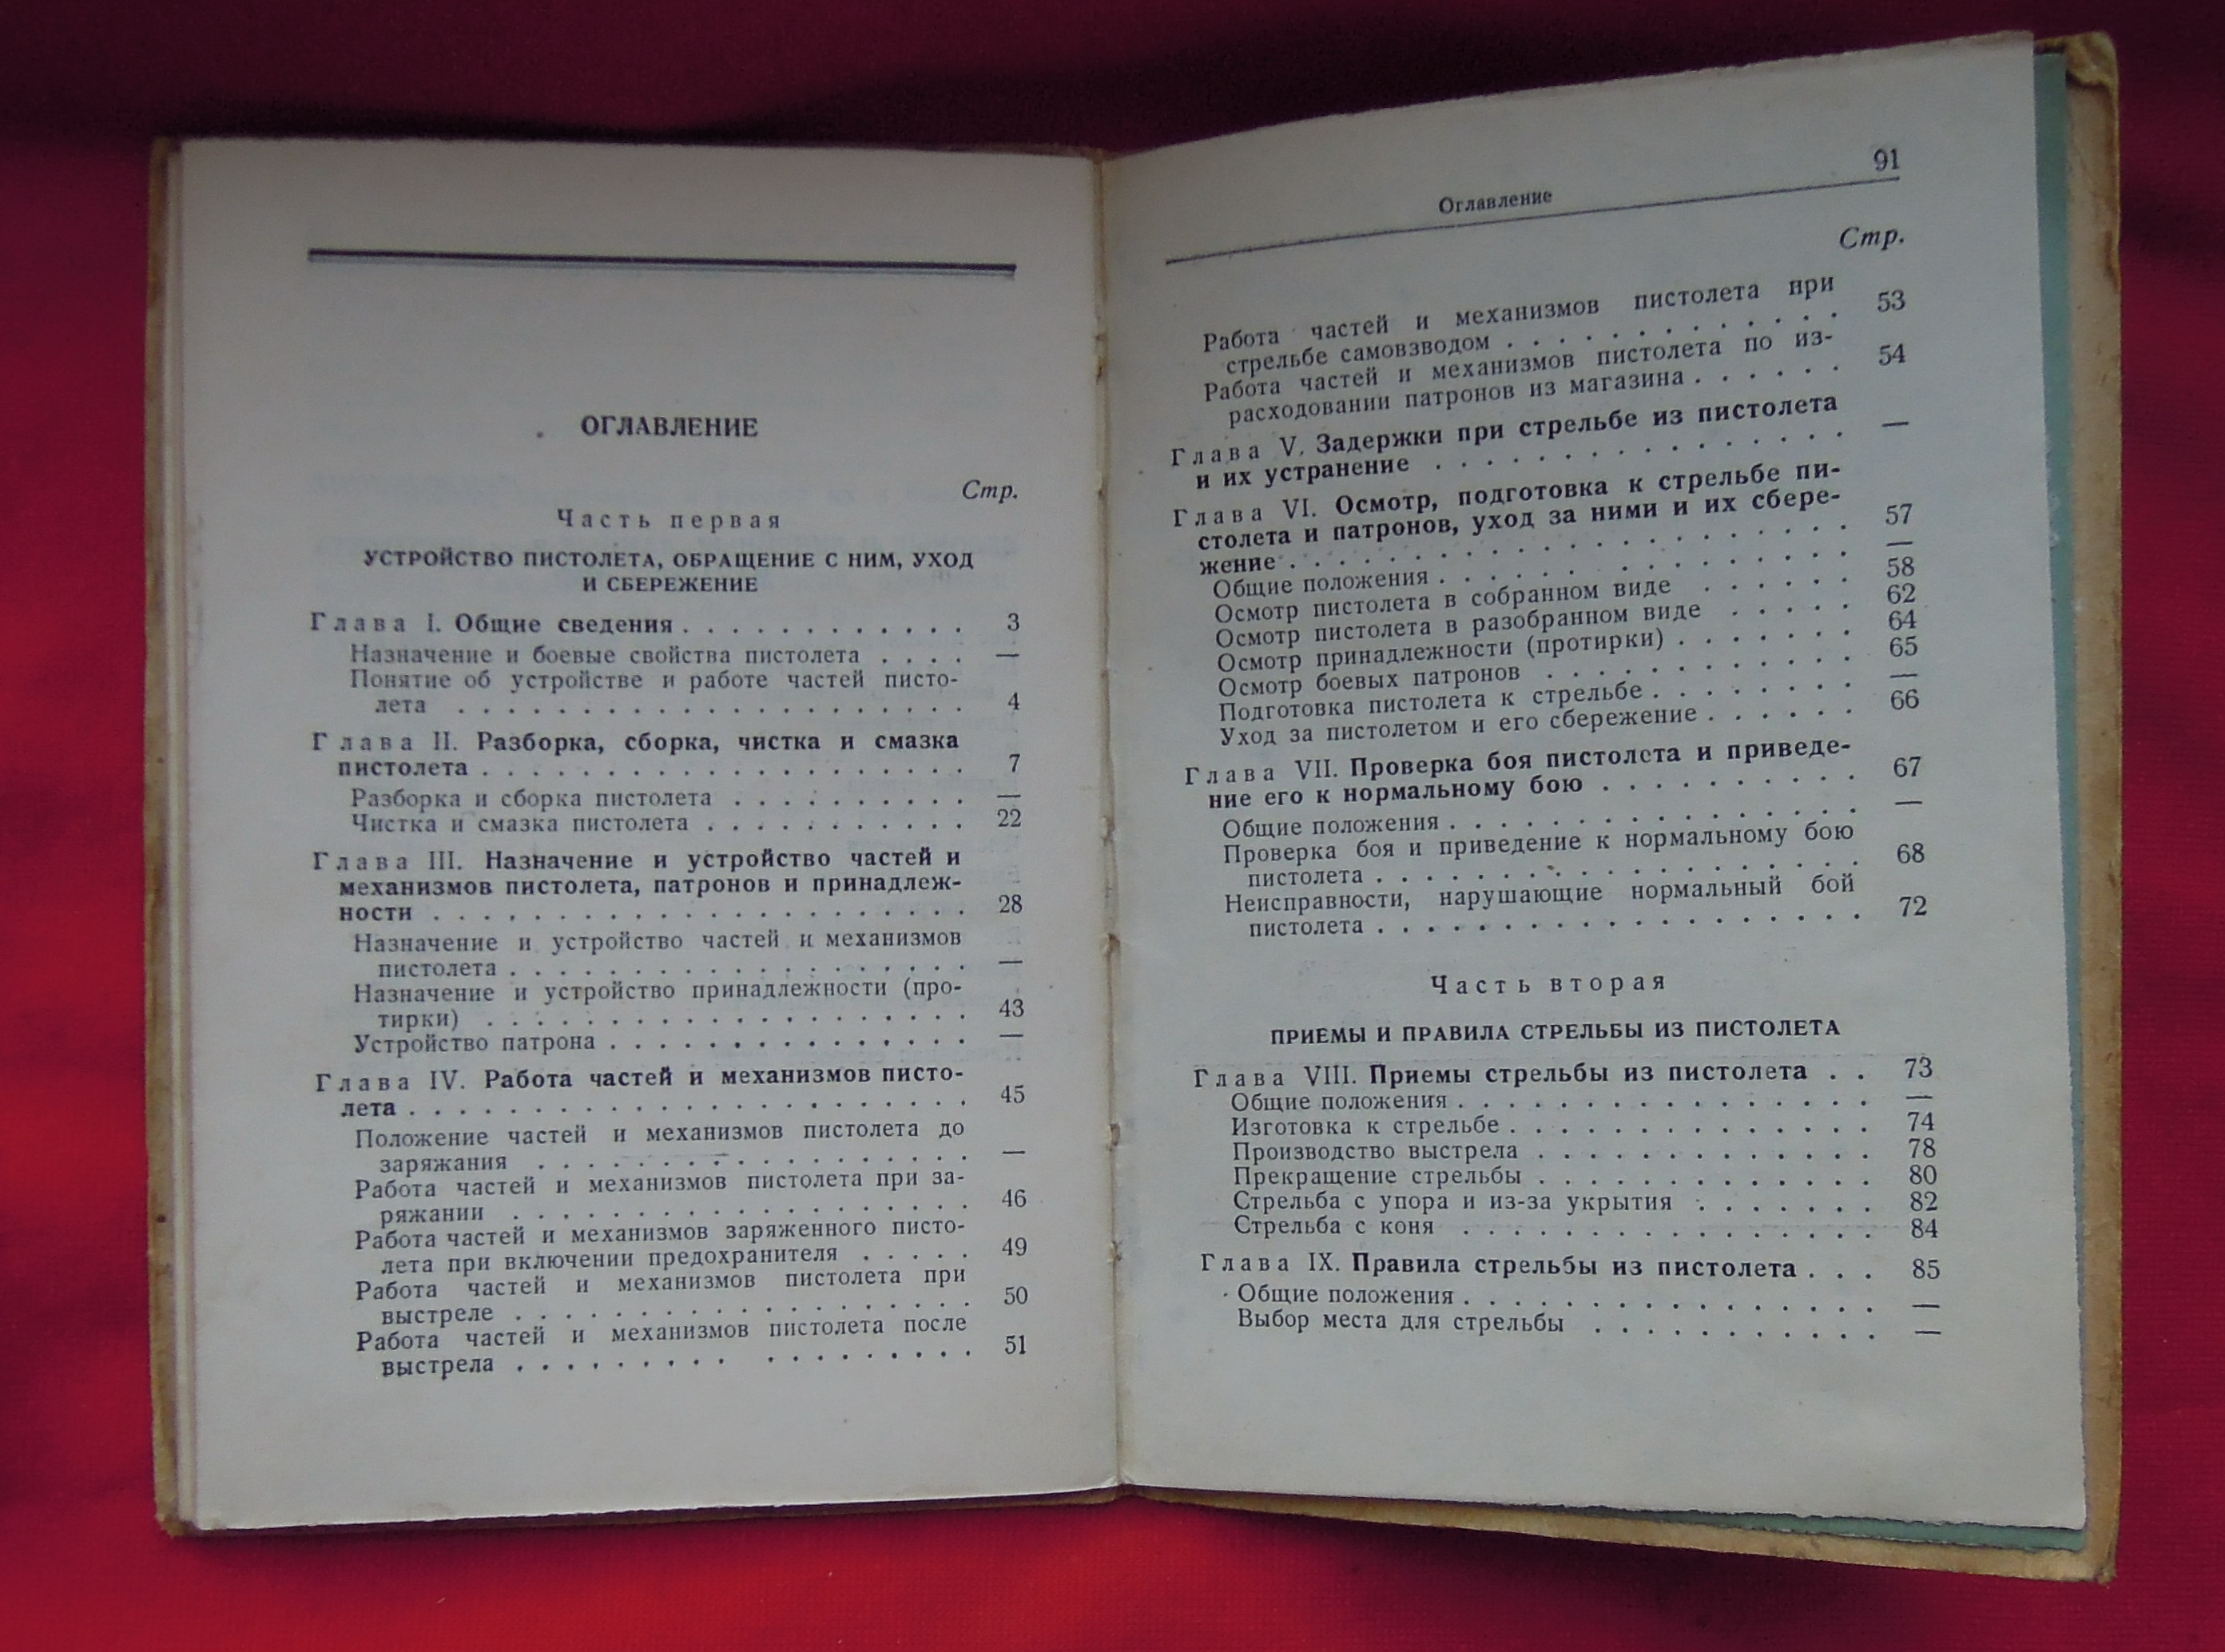 ОГЛАВЛЕНИЕ
Стр.
Часть первая
УСТРОЙСТВО ПИСТОЛЕТА, ОБРАЩЕНИЕ С НИМ, УХОД
И СБЕРЕЖЕНИЕ
Глава I. Общие сведения . . . . . . . . . . . . 3
Назначение и боевые свойства пистолета . . . . —
Понятие об устройстве и работе частей писто-
лета . . . . . . . . . . . . . . . . . . . . 4
Глава II. Разборка, сборка, чистка и смазка
пистолета . . . . . . . . . . . . . . . . . . 7
Разборка и сборка пистолета . . . . . . . . . —
Чистка и смазка пистолета . . . . . . . . . . 22
Глава III. Назначение и устройство частей и
механизмов пистолета, патронов и принадлеж-
ности . . . . . . . . . . . . . . . . . . . . 28
Назначение и устройство частей и механизмов
пистолета . . . . . . . . . . . . . . . . . . —
Назначение и устройство принадлежности (про-
тирки) . . . . . . . . . . . . . . . . . . . 43
Устройство патрона . . . . . . . . . . . . . . —
Глава IV. Работа частей и механизмов писто-
лета . . . . . . . . . . . . . . . . . . . . . 45
Положение частей и механизмов пистолета до
заряжания . . . . . . . . . . . . . . . . . —
Работа частей и механизмов пистолета при за-
ряжании . . . . . . . . . . . . . . . . . . 46
Работа частей и механизмов заряженного писто-
лета при включении предохранителя . . . . . 49
Работа частей и механизмов пистолета при
выстреле . . . . . . . . . . . . . . . . . . 50
Работа частей и механизмов пистолета после
выстрела . . . . . . . . . . . . . . . . . 51
91
Оглавление
Стр.
Работа частей и механизмов пистолета при
стрельбе самовзводом . . . . . . . . . . . . 53
Работа частей и механизмов пистолета по из-
расходовании патронов из магазина . . . . . . 54
Глава V. Задержки при стрельбе из пистолета
и их устранение . . . . . . . . . . . . . . . —
Глава VI. Осмотр, подготовка к стрельбе пи-
столета и патронов, уход за ними и их сбере-
жение . . . . . . . . . . . . . . . . . . . . 57
Общие положения . . . . . . . . . . . . . . . —
Осмотр пистолета в собранном виде . . . . . . 58
Осмотр пистолета в разобранном виде . . . . . 62
Осмотр принадлежности (протирки) . . . . . . . 64
Осмотр боевых патронов . . . . . . . . . . . . 65
Подготовка пистолета к стрельбе . . . . . . . . —
Уход за пистолетом и его сбережение . . . . . . 66
Глава VII. Проверка боя пистолета и приведе-
ние его к нормальному бою . . . . . . . . . . 67
Общие положения . . . . . . . . . . . . . . . —
Проверка боя и приведение к нормальному бою
пистолета . . . . . . . . . . . . . . . . . . 68
Неисправности, нарушающие нормальный бой
пистолета . . . . . . . . . . . . . . . . . . 72
Часть вторая
ПРИЕМЫ И ПРАВИЛА СТРЕЛЬБЫ ИЗ ПИСТОЛЕТА
Глава VIII. Приемы стрельбы из пистолета . . 73
Общие положения . . . . . . . . . . . . . . . —
Изготовка к стрельбе . . . . . . . . . . . . . 74
Производство выстрела . . . . . . . . . . . . 78
Прекращение стрельбы . . . . . . . . . . . . . 80
Стрельба с упора и из-за укрытия . . . . . . . 82
Стрельба с коня . . . . . . . . . . . . . . . 84
Глава IX. Правила стрельбы из пистолета . . . 85
Общие положения . . . . . . . . . . . . . . . —
Выбор места для стрельбы . . . . . . . . . . . —